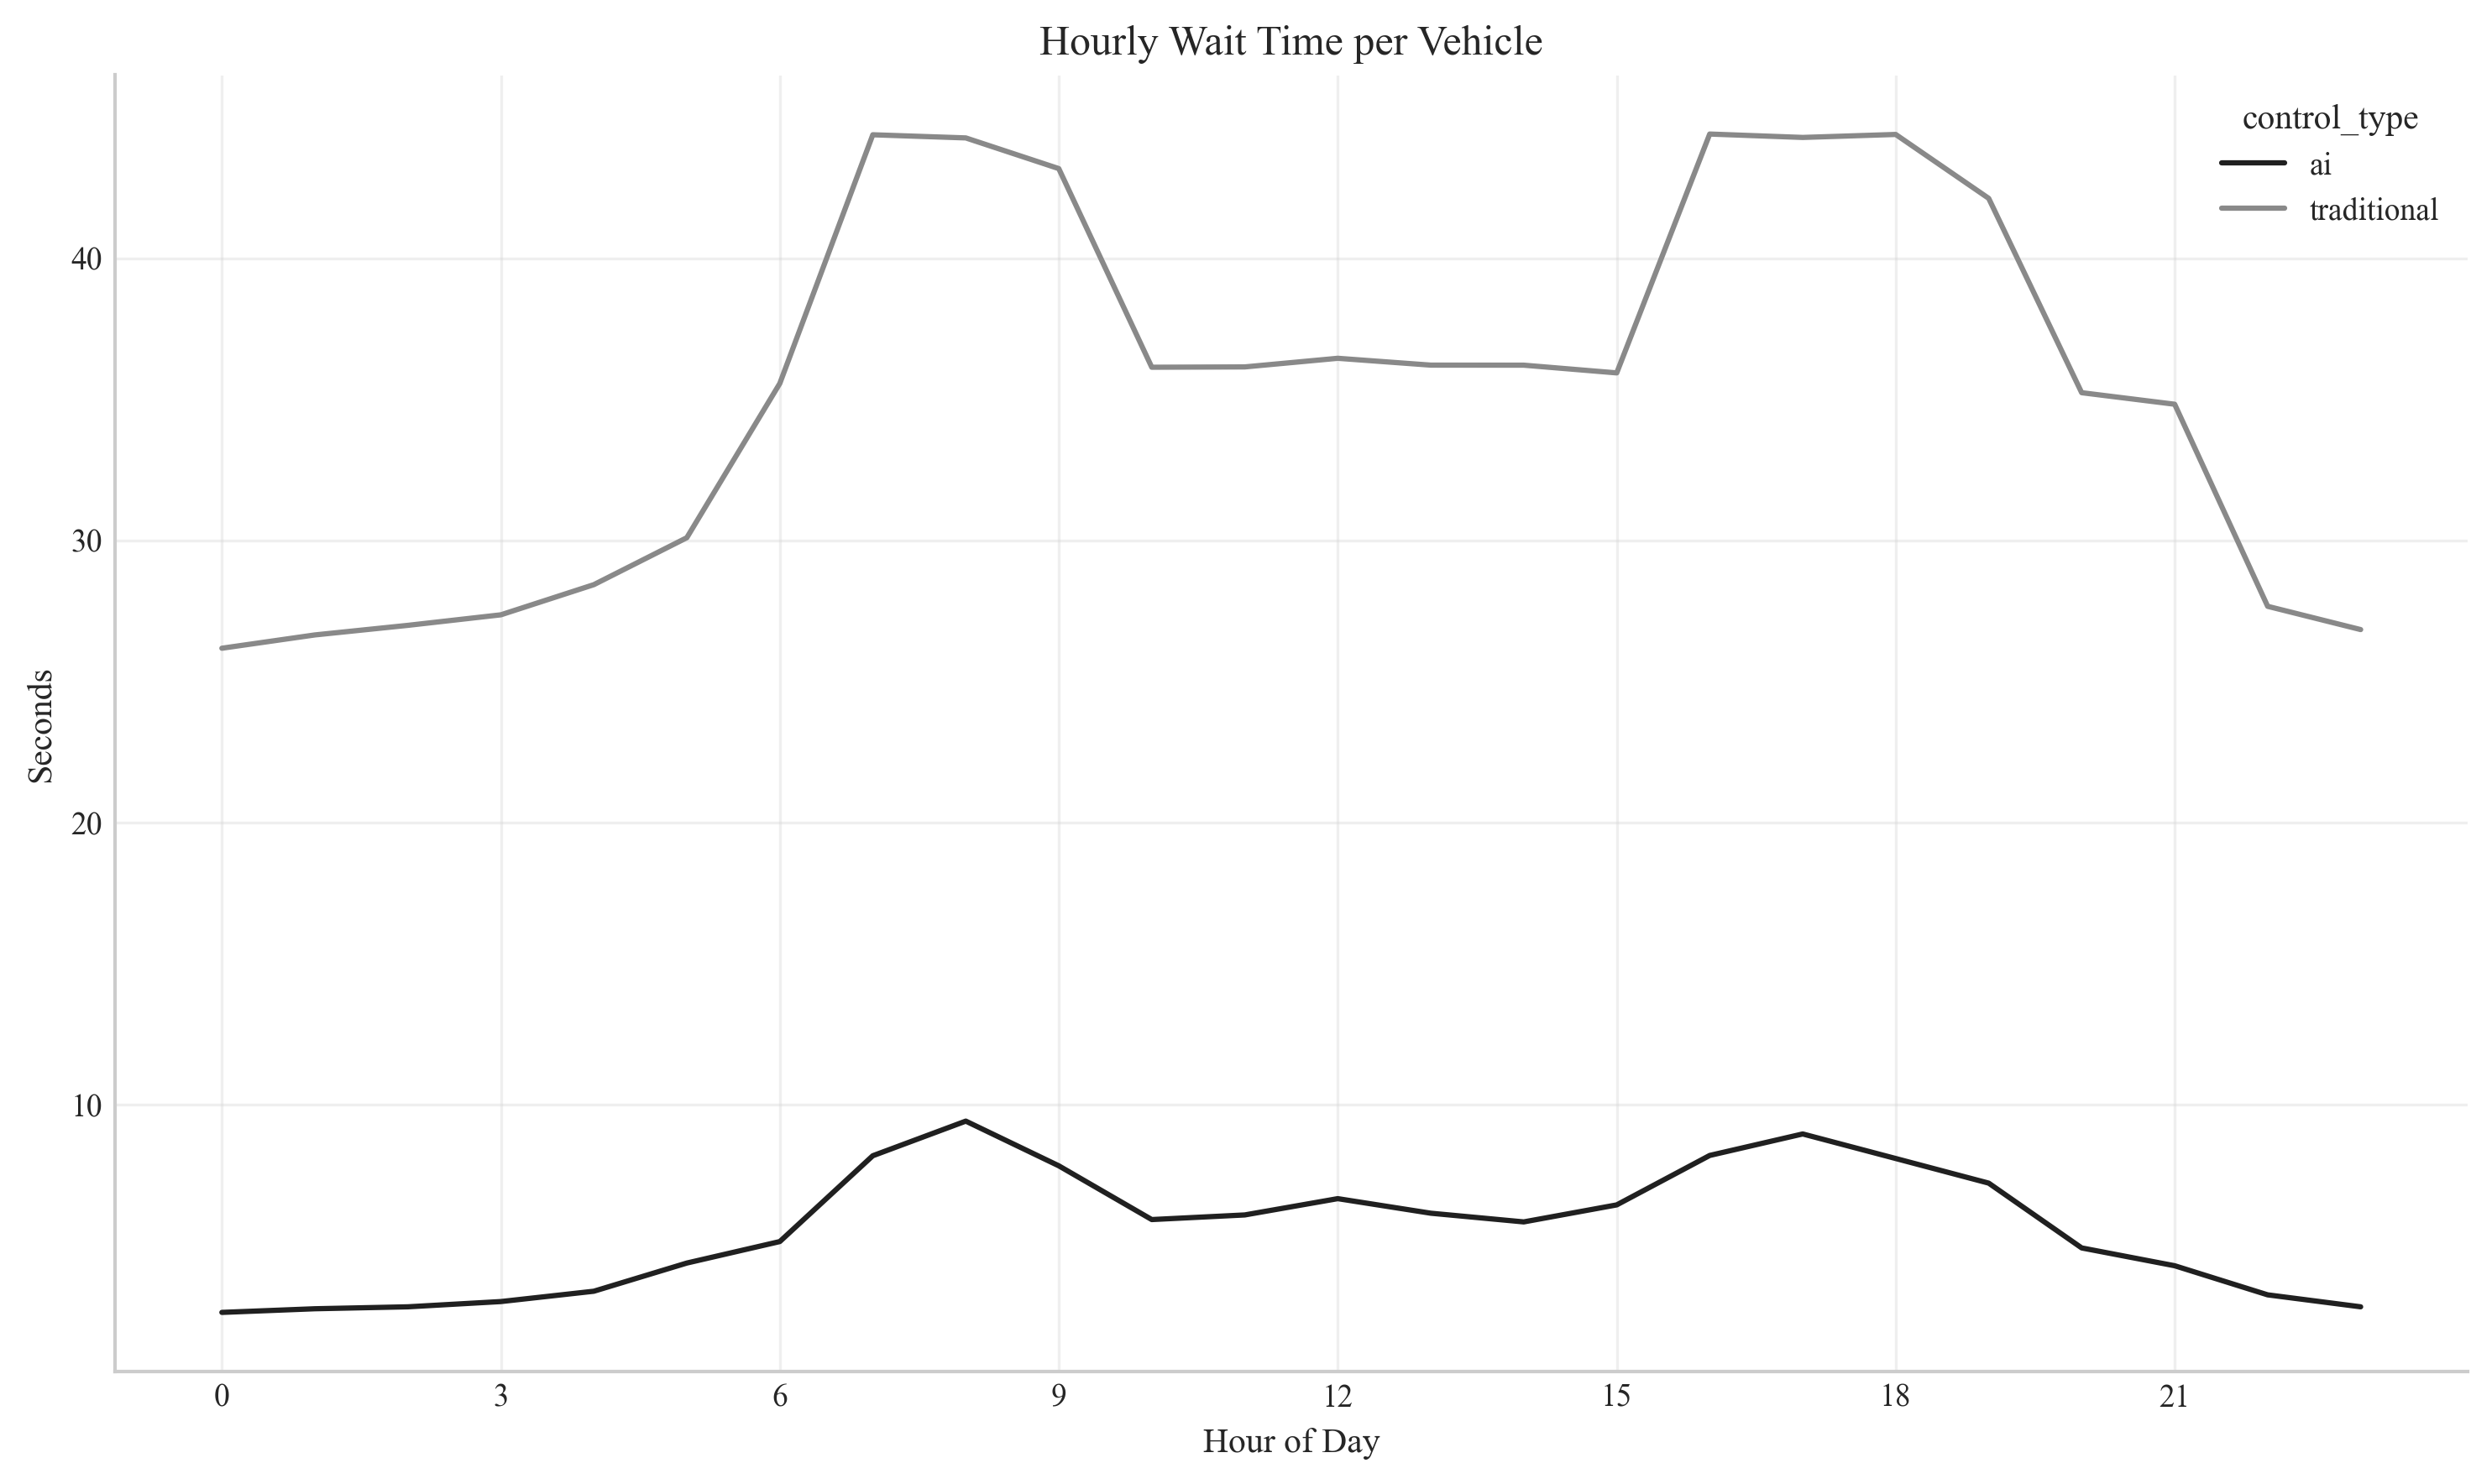 Hourly Wait Time per Vehicle
control_type
ai
traditional
40
30
20
10
Seconds
0 3 6 9 12 15 18 21
Hour of Day